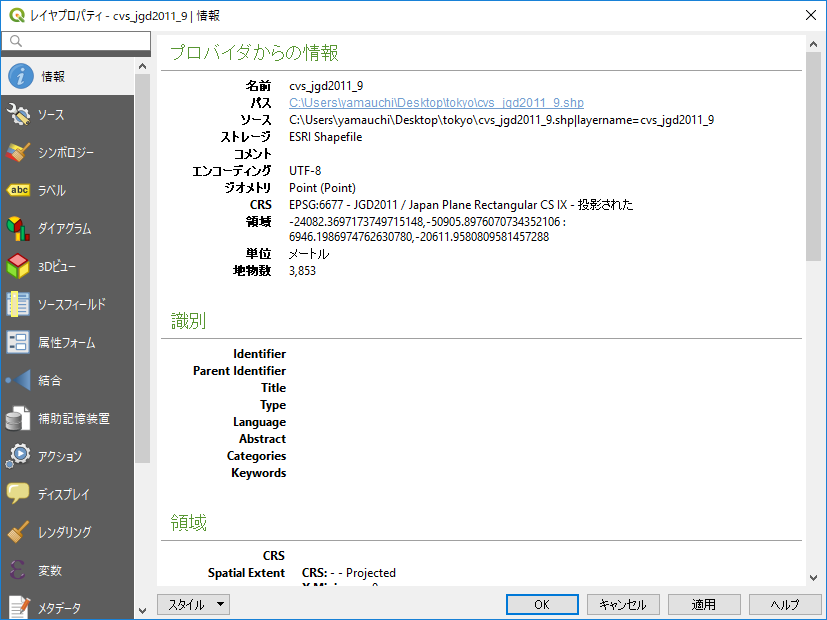 レイヤプロパティ - cvs_jgd2011_9 | 情報
情報
ソース
シンボロジー
abc ラベル
ダイアグラム
3Dビュー
ソースフィールド
属性フォーム
結合
補助記憶装置
アクション
ディスプレイ
レンダリング
変数
メタデータ
プロバイダからの情報
名前 cvs_jgd2011_9
パス C:\Users\yamauchi\Desktop\tokyo\cvs_jgd2011_9.shp
ソース C:\Users\yamauchi\Desktop\tokyo\cvs_jgd2011_9.shp|layername=cvs_jgd2011_9
ストレージ ESRI Shapefile
コメント
エンコーディング UTF-8
ジオメトリ Point (Point)
CRS EPSG:6677 - JGD2011 / Japan Plane Rectangular CS IX - 投影された
領域 -24082.3697173749715148,-50905.8976070734352106 :
6946.1986974762630780,-20611.9580809581457288
単位 メートル
地物数 3,853
識別
Identifier
Parent Identifier
Title
Type
Language
Abstract
Categories
Keywords
領域
CRS
Spatial Extent CRS: - - Projected
スタイル
OK
キャンセル
適用
ヘルプ